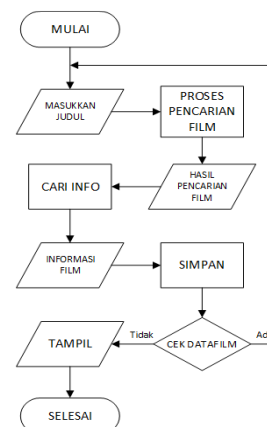 MULAI
MASUKKAN
JUDUL
PROSES
PENCARIAN
FILM
HASIL
PENCARIAN
FILM
CARI INFO
INFORMASI
FILM
SIMPAN
CEK DATAFILM
Tidak
Ad
TAMPIL
SELESAI